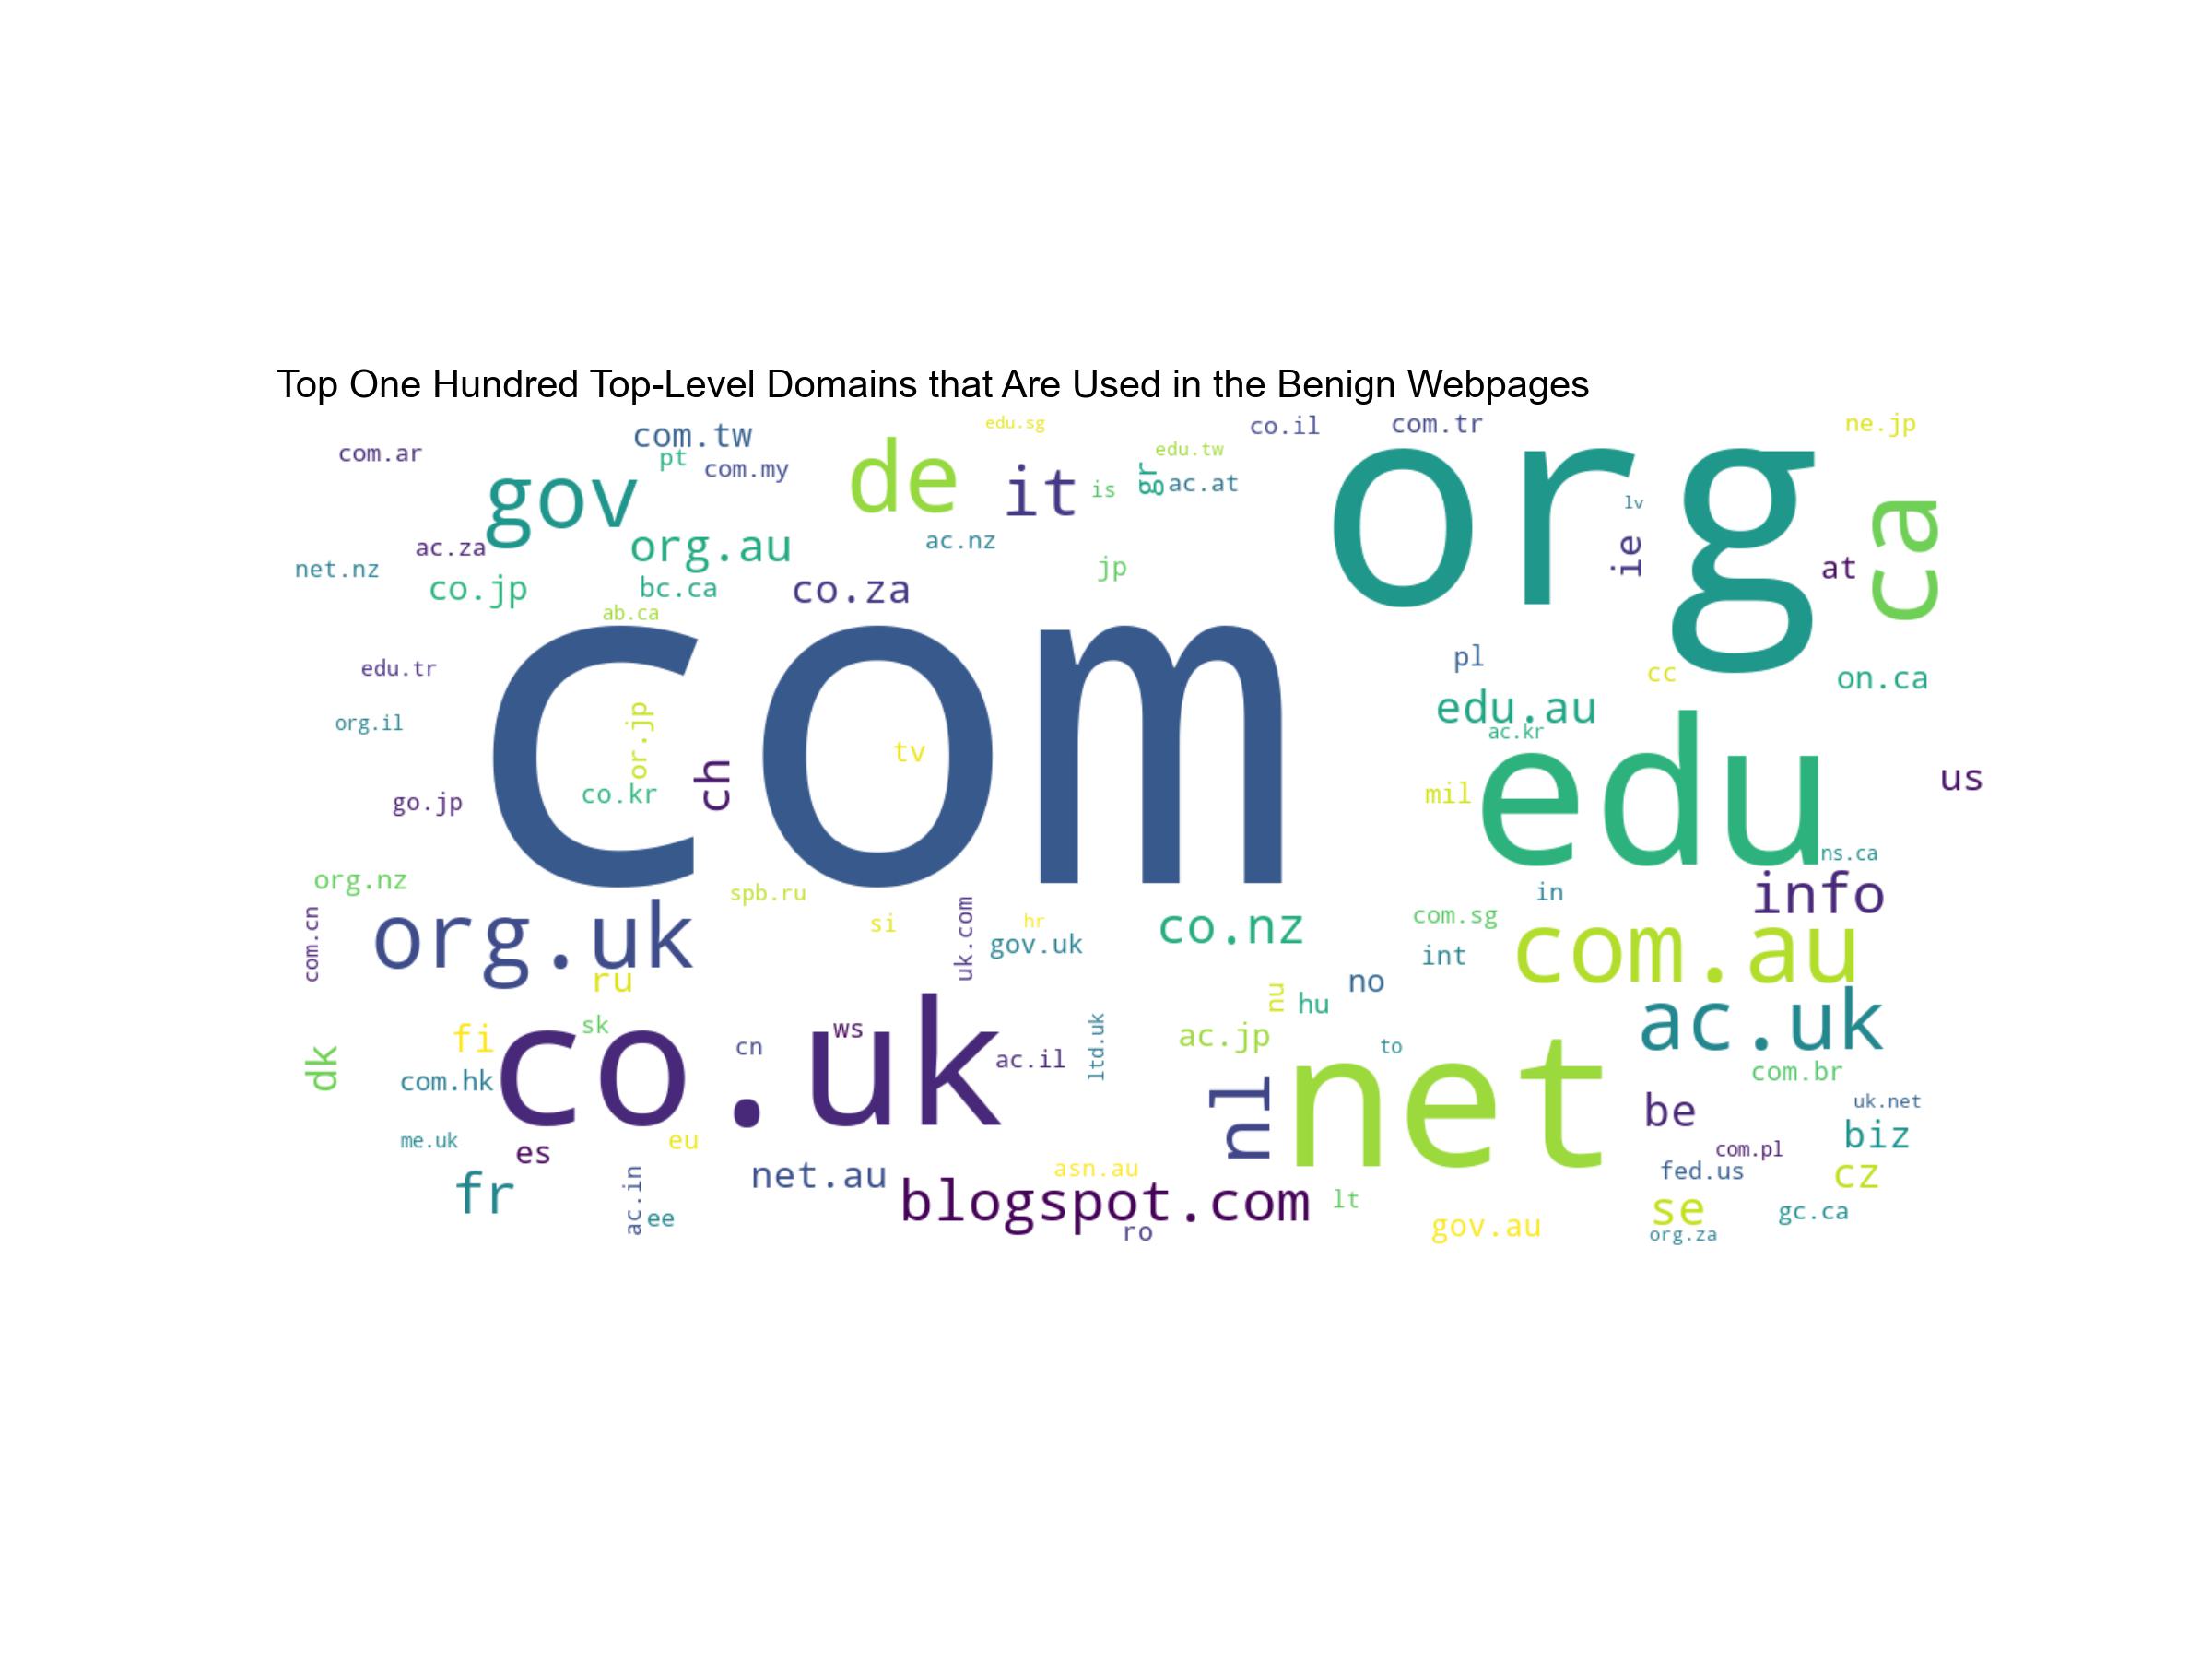 Top One Hundred Top-Level Domains that Are Used in the Benign Webpages
com.ar
com.tw
pt
com.my
gov
de
it
edu.sg
is
gr
edu.tw
ac.at
co.il
com.tr
org
lv
ie
ne.jp
ca
at
ac.za
org.au
ac.nz
net.nz
co.jp
bc.ca
co.za
jp
ab.ca
com
edu.tr
org.il
or.jp
co.kr
ch
tv
go.jp
pl
cc
on.ca
edu.au
ac.kr
edu
mil
us
ns.ca
org.nz
spb.ru
si
uk.com
hr
gov.uk
co.nz
com.sg
in
info
com.cn
org.uk
ru
int
com.au
no
nu
hu
ac.uk
dk
fi
sk
com.hk
co.uk
cn
ws
ac.il
ltd.uk
ac.jp
to
nl
net
com.br
be
uk.net
biz
me.uk
es
eu
com.pl
fed.us
cz
fr
ac.in
ee
net.au
asn.au
blogspot.com
ro
lt
gov.au
se
org.za
gc.ca